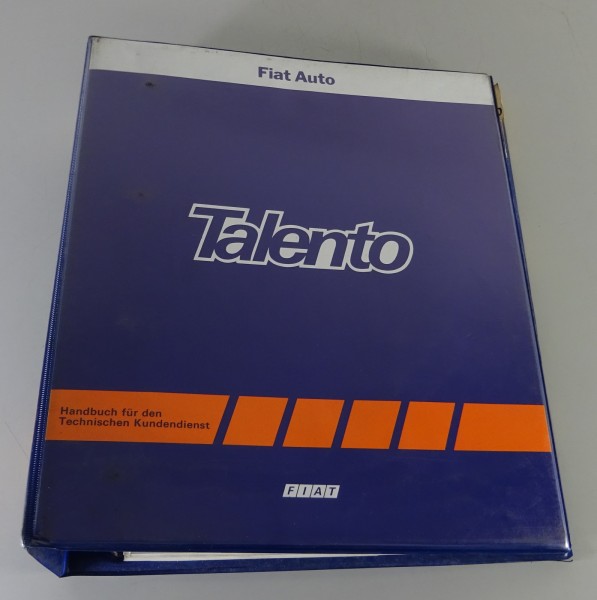 Fiat Auto
Talento
Handbuch für den
Technischen Kundendienst
FIAT